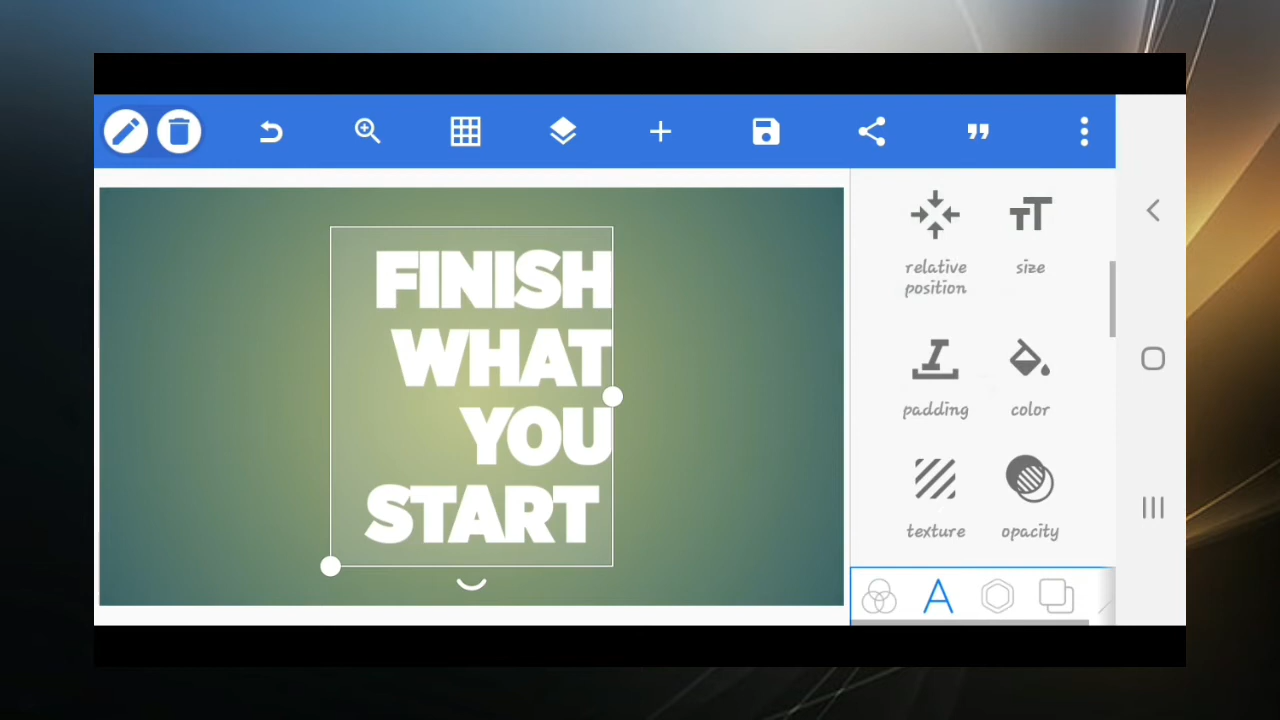 FINISH
WHAT
YOU
START
relative position
size
padding
color
texture
opacity